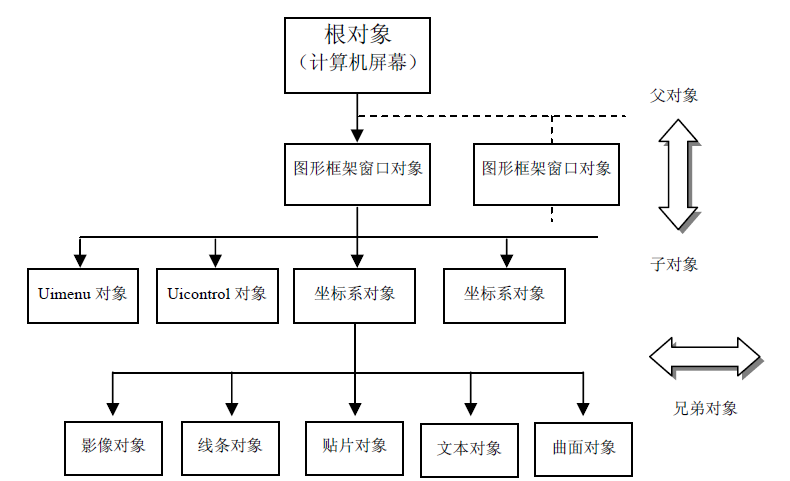 根对象
（计算机屏幕）
父对象
图形框架窗口对象
图形框架窗口对象
子对象
Uimenu 对象
Uicontrol 对象
坐标系对象
坐标系对象
兄弟对象
影像对象
线条对象
贴片对象
文本对象
曲面对象